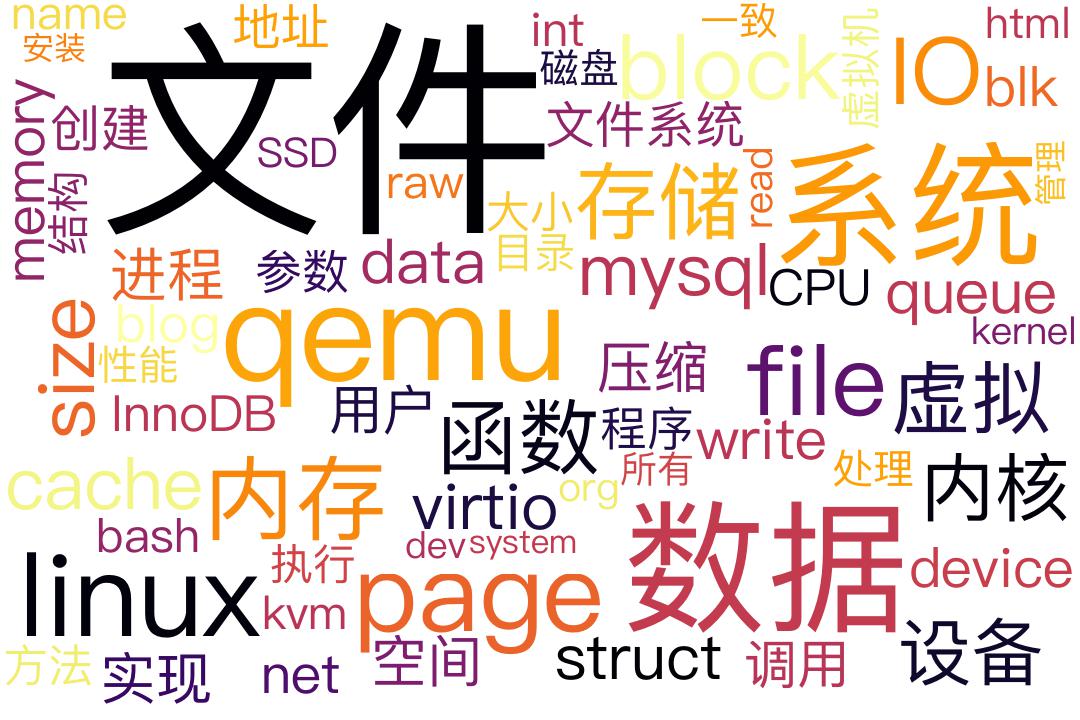 name
地址
int
一致
html
安装
文件
磁盘
block
虚拟机
IO
blk
memory
创建
SSD
文件系统
结构
raw
大小
存储
read
系统
管理
目录
进程
参数
data
mysql
CPU
queue
blog
qemu
kernel
size
性能
压缩
file
虚拟
InnoDB
用户
函数
程序
write
cache
内存
virtio
org
所有
处理
内核
bash
dev
system
数据
linux
执行
page
device
kvm
方法
实现
net
空间
struct
调用
设备